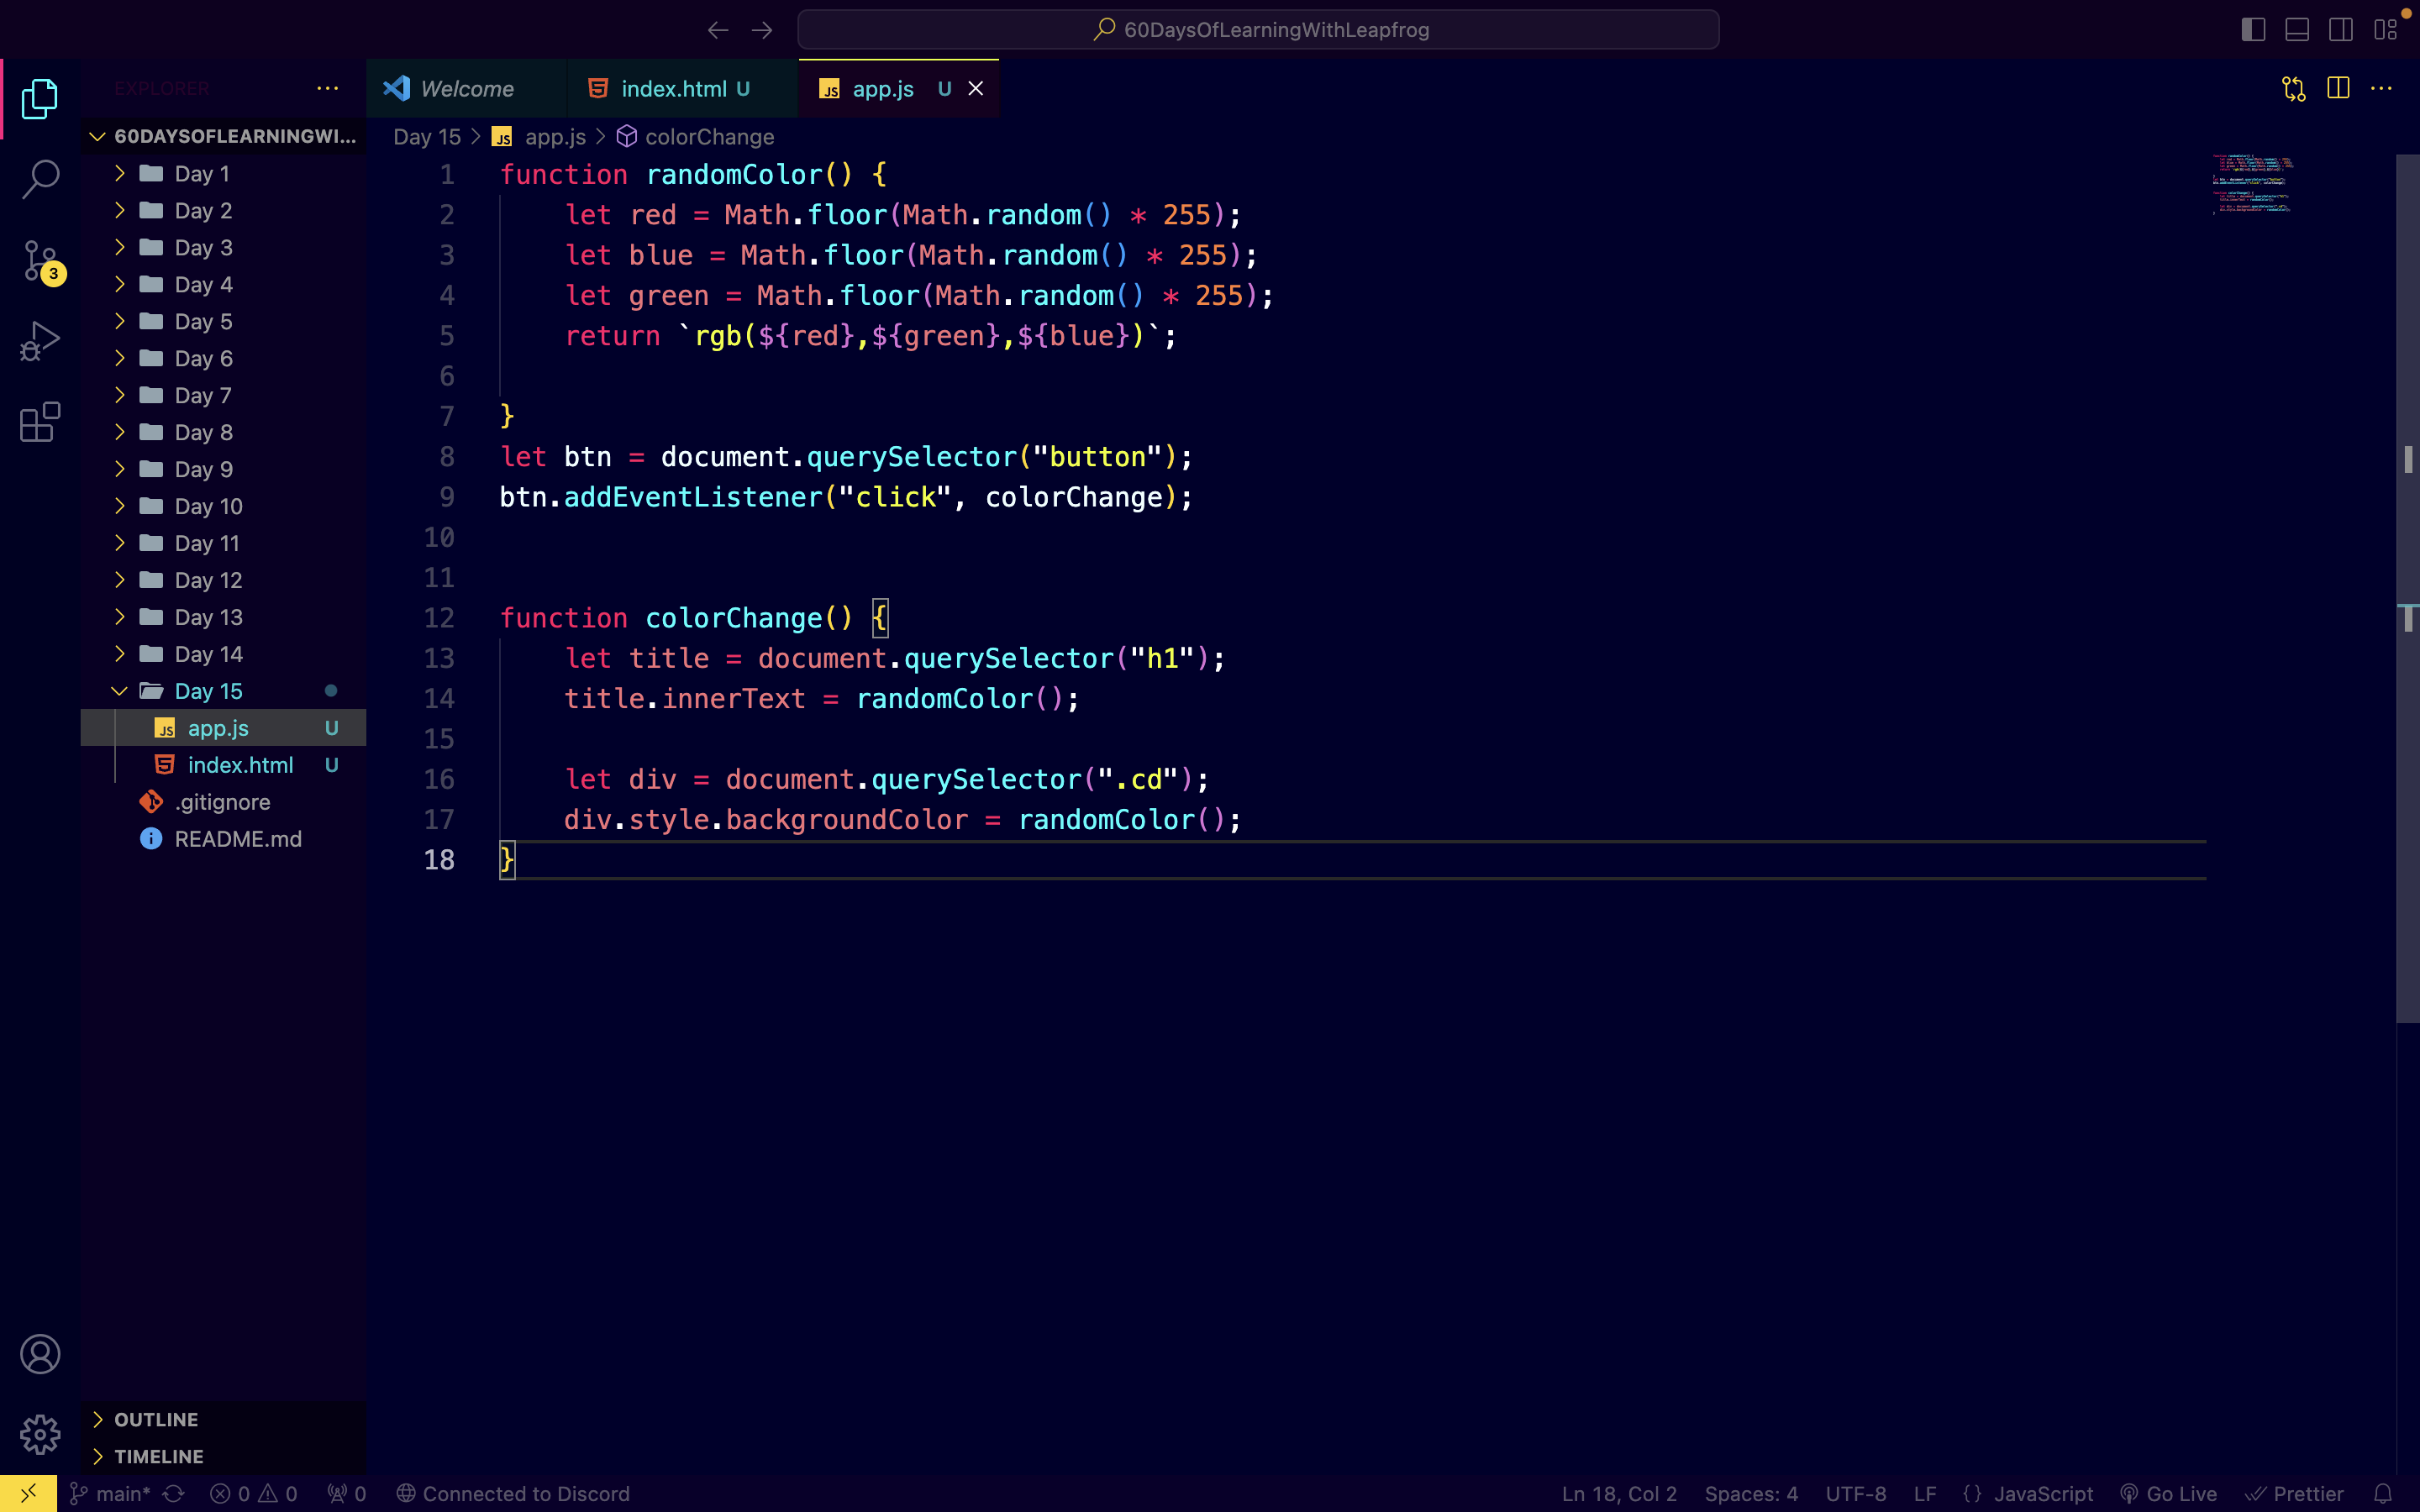 60DaysOfLearningWithLeapfrog
EXPLORER
Welcome
index.html U
JS app.js U
60DAYSOFLEARNINGWI...
Day 15 > JS app.js > colorChange
Day 1
Day 2
Day 3
Day 4
Day 5
Day 6
Day 7
Day 8
Day 9
Day 10
Day 11
Day 12
Day 13
Day 14
Day 15
JS app.js U
index.html U
.gitignore
README.md
3
1 function randomColor() {
2     let red = Math.floor(Math.random() * 255);
3     let blue = Math.floor(Math.random() * 255);
4     let green = Math.floor(Math.random() * 255);
5     return `rgb(${red},${green},${blue})`;
6
7 }
8 let btn = document.querySelector("button");
9 btn.addEventListener("click", colorChange);
10
11
12 function colorChange() {
13     let title = document.querySelector("h1");
14     title.innerText = randomColor();
15
16     let div = document.querySelector(".cd");
17     div.style.backgroundColor = randomColor();
18 }
OUTLINE
TIMELINE
main* 0 0 0 Connected to Discord Ln 18, Col 2 Spaces: 4 UTF-8 LF {} JavaScript Go Live Prettier